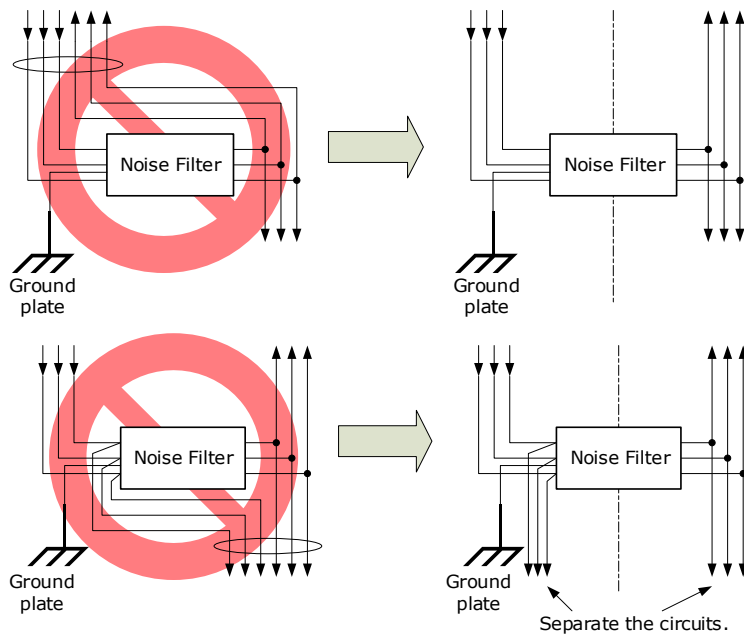 Noise Filter
Ground
plate
Noise Filter
Ground
plate
Noise Filter
Ground
plate
Noise Filter
Ground
plate
Separate the circuits.